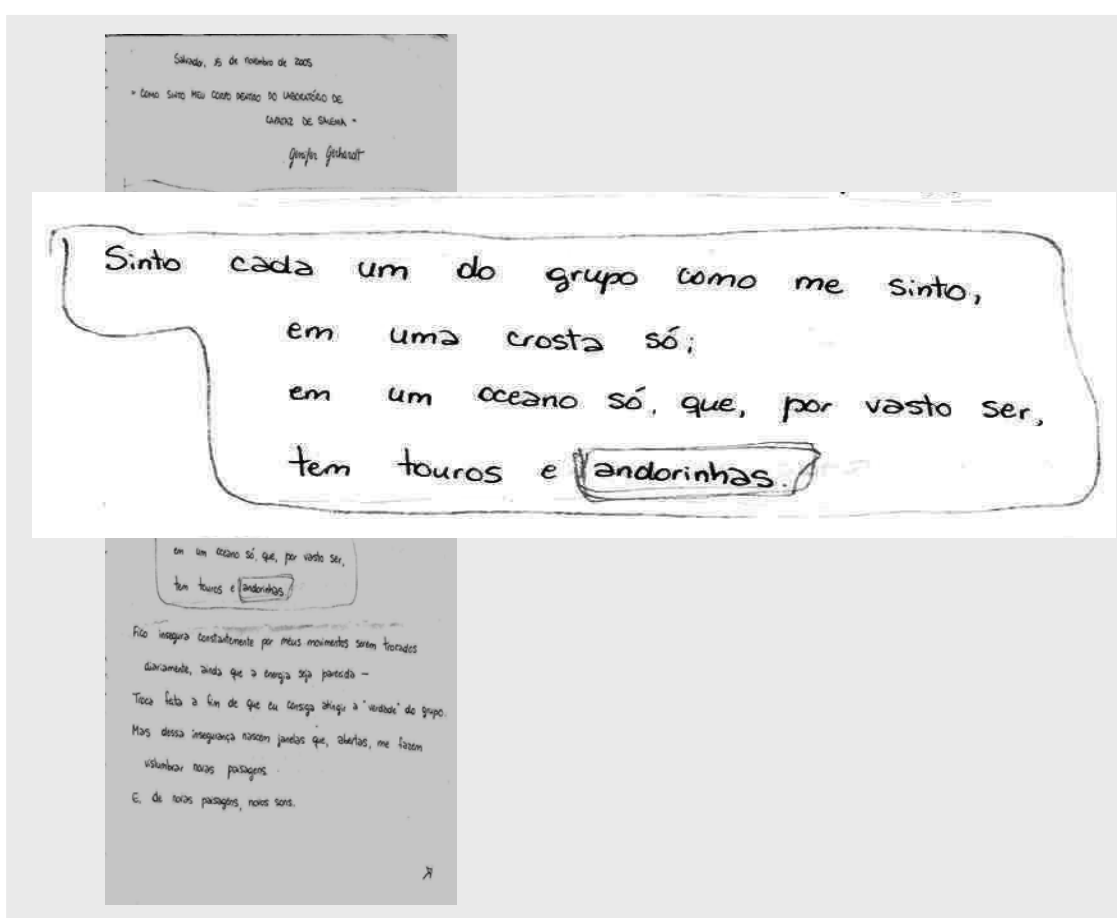 Salvador, 15 de novembro de 2005
"COMO SINTO MEU CORPO DENTRO DO LABORATÓRIO DE
DE
Genifer Gerhardt
Sinto cada um do grupo como me sinto,
em uma crosta só;
em um oceano só, que, por vasto ser,
tem touros e andorinhas.
em um oceano só, que, por vasto ser,
tem touros e andorinhas.
Fico insegura constantemente por meus movimentos serem trocados
diariamente, ainda que a energia seja parecida –
Troca feita a fim de que eu consiga atingir a "verdade" do grupo.
Mas dessa insegurança nascem janelas que, abertas, me fazem
vislumbrar novas paisagens.
E, de novas paisagens, novos sons.